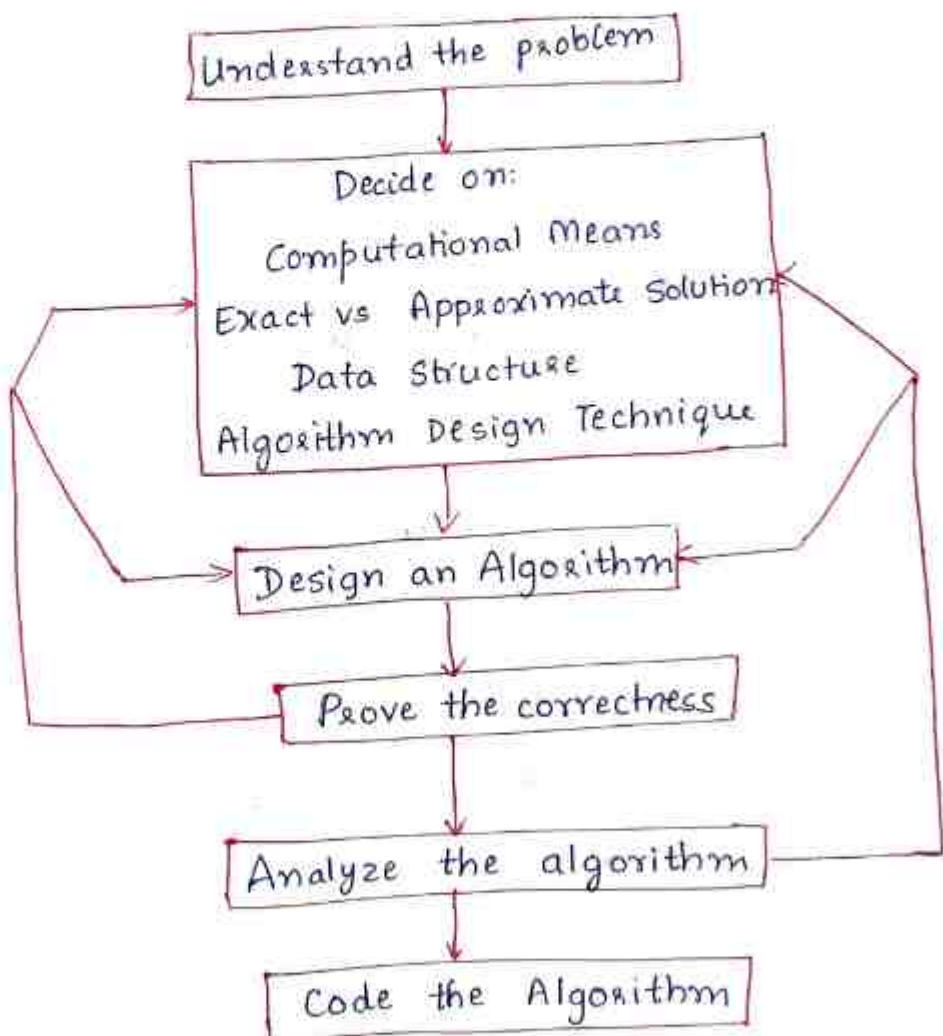 Understand the problem
Decide on:
Computational Means
Exact vs Approximate Solution
Data Structure
Algorithm Design Technique
Design an Algorithm
Prove the correctness
Analyze the algorithm
Code the Algorithm